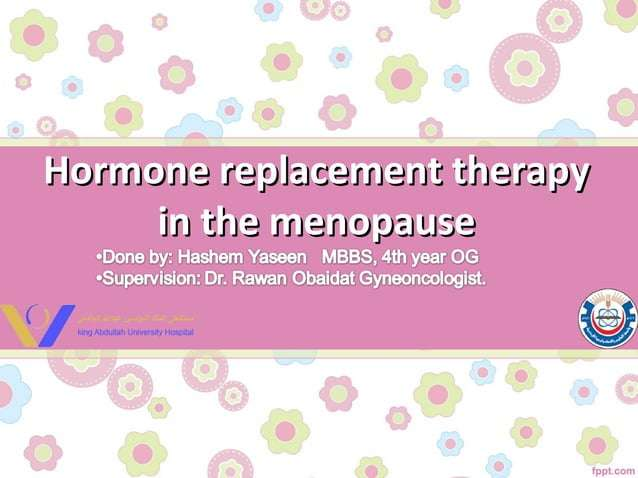 Hormone replacement therapy
in the menopause
•Done by: Hashem Yaseen   MBBS, 4th year OG
•Supervision: Dr. Rawan Obaidat Gyneoncologist.
king Abdullah University Hospital
fppt.com